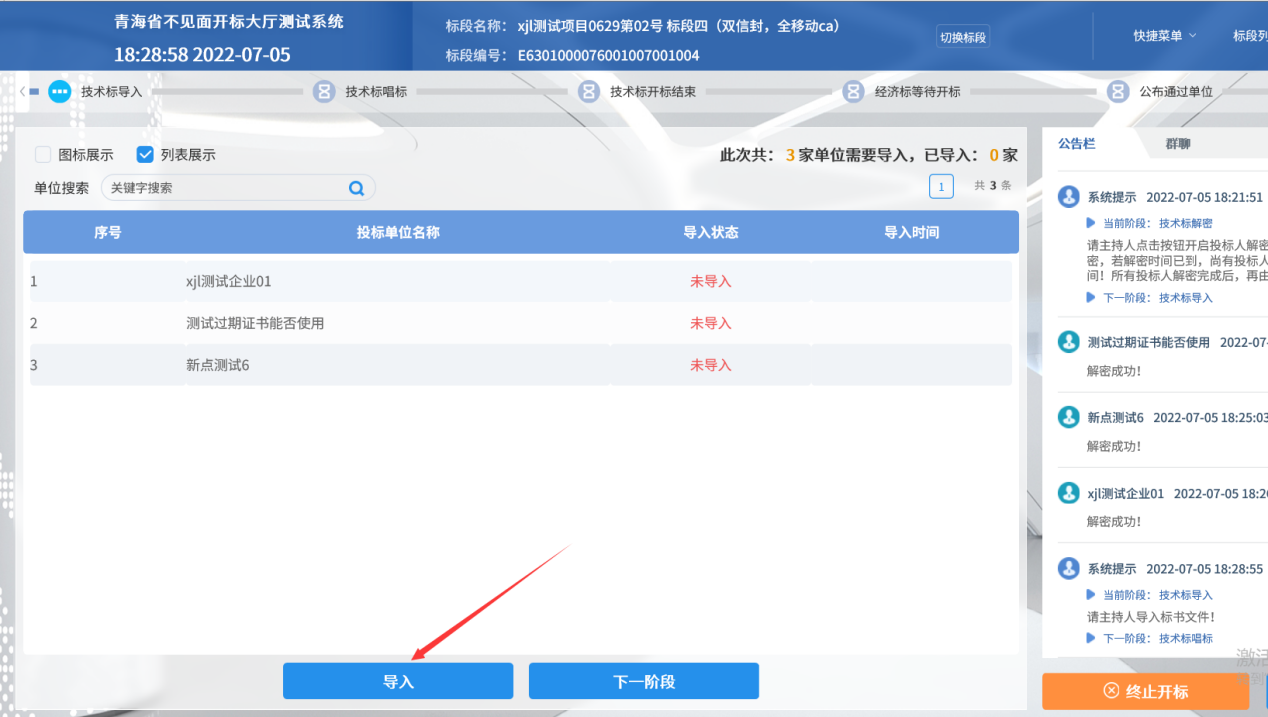 青海省不见面开标大厅测试系统
18:28:58 2022-07-05
标段名称： xjl测试项目0629第02号 标段四（双信封，全移动ca）
标段编号： E6301000076001007001004
切换标段
快捷菜单
标段列
技术标导入
技术标唱标
技术标开标结束
经济标等待开标
公布通过单位
图标展示
列表展示
此次共： 3 家单位需要导入，已导入： 0 家
单位搜索
关键字搜索
1
共 3 条
序号 投标单位名称 导入状态 导入时间
1 xjl测试企业01 未导入
2 测试过期证书能否使用 未导入
3 新点测试6 未导入
导入
下一阶段
公告栏
群聊
系统提示 2022-07-05 18:21:51
当前阶段： 技术标解密
请主持人点击按钮开启投标人解密
密，若解密时间已到，尚有投标人
间！所有投标人解密完成后，再由
下一阶段： 技术标导入
测试过期证书能否使用 2022-07-
解密成功！
新点测试6 2022-07-05 18:25:03
解密成功！
xjl测试企业01 2022-07-05 18:2
解密成功！
系统提示 2022-07-05 18:28:55
当前阶段： 技术标导入
请主持人导入标书文件！
下一阶段： 技术标唱标
激活
终止开标